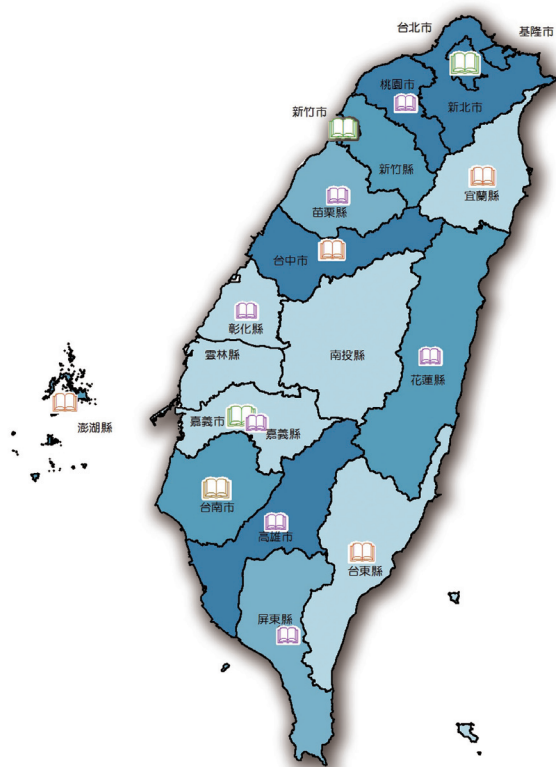 台北市
基隆市
桃園市
新北市
新竹市
新竹縣
宜蘭縣
苗栗縣
台中市
彰化縣
雲林縣
南投縣
花蓮縣
嘉義市
嘉義縣
澎湖縣
台南市
高雄市
台東縣
屏東縣